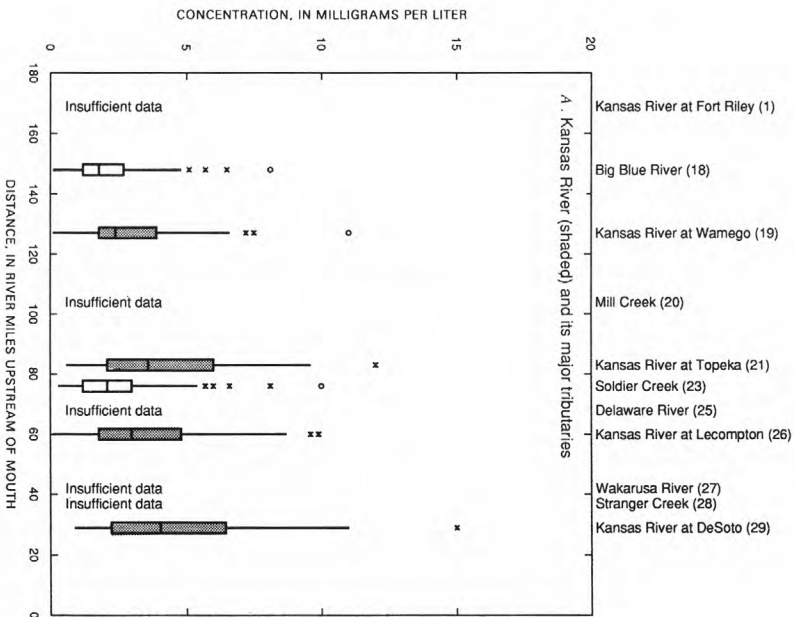 CONCENTRATION, IN MILLIGRAMS PER LITER
0
5
10
15
20
180
160
140
120
100
80
60
40
20
0
DISTANCE, IN RIVER MILES UPSTREAM OF MOUTH
A. Kansas River (shaded) and its major tributaries
Insufficient data
Kansas River at Fort Riley (1)
Big Blue River (18)
Kansas River at Wamego (19)
Insufficient data
Mill Creek (20)
Kansas River at Topeka (21)
Soldier Creek (23)
Insufficient data
Delaware River (25)
Kansas River at Lecompton (26)
Insufficient data
Wakarusa River (27)
Insufficient data
Stranger Creek (28)
Kansas River at DeSoto (29)